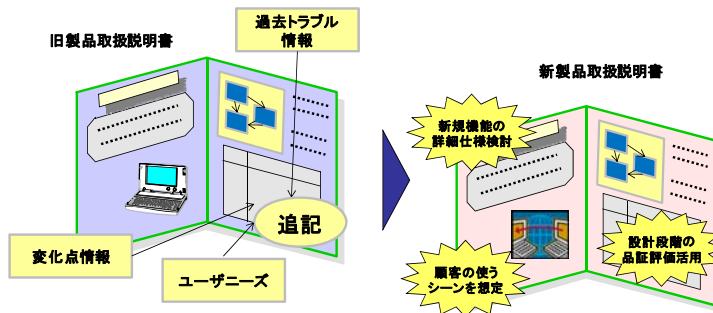 過去トラブル
情報
旧製品取扱説明書
追記
変化点情報
ユーザニーズ
新製品取扱説明書
新規機能の
詳細仕様検討
顧客の使う
シーンを想定
設計段階の
品証評価活用